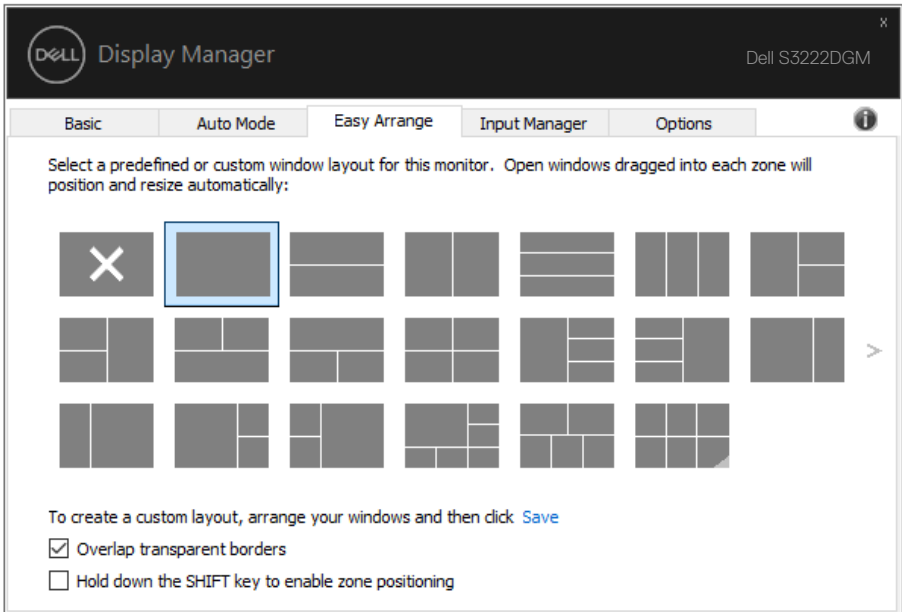 X
DELL Display Manager
Dell S3222DGM
Basic Auto Mode Easy Arrange Input Manager Options
Select a predefined or custom window layout for this monitor. Open windows dragged into each zone will
position and resize automatically:
>
To create a custom layout, arrange your windows and then click Save
Overlap transparent borders
Hold down the SHIFT key to enable zone positioning